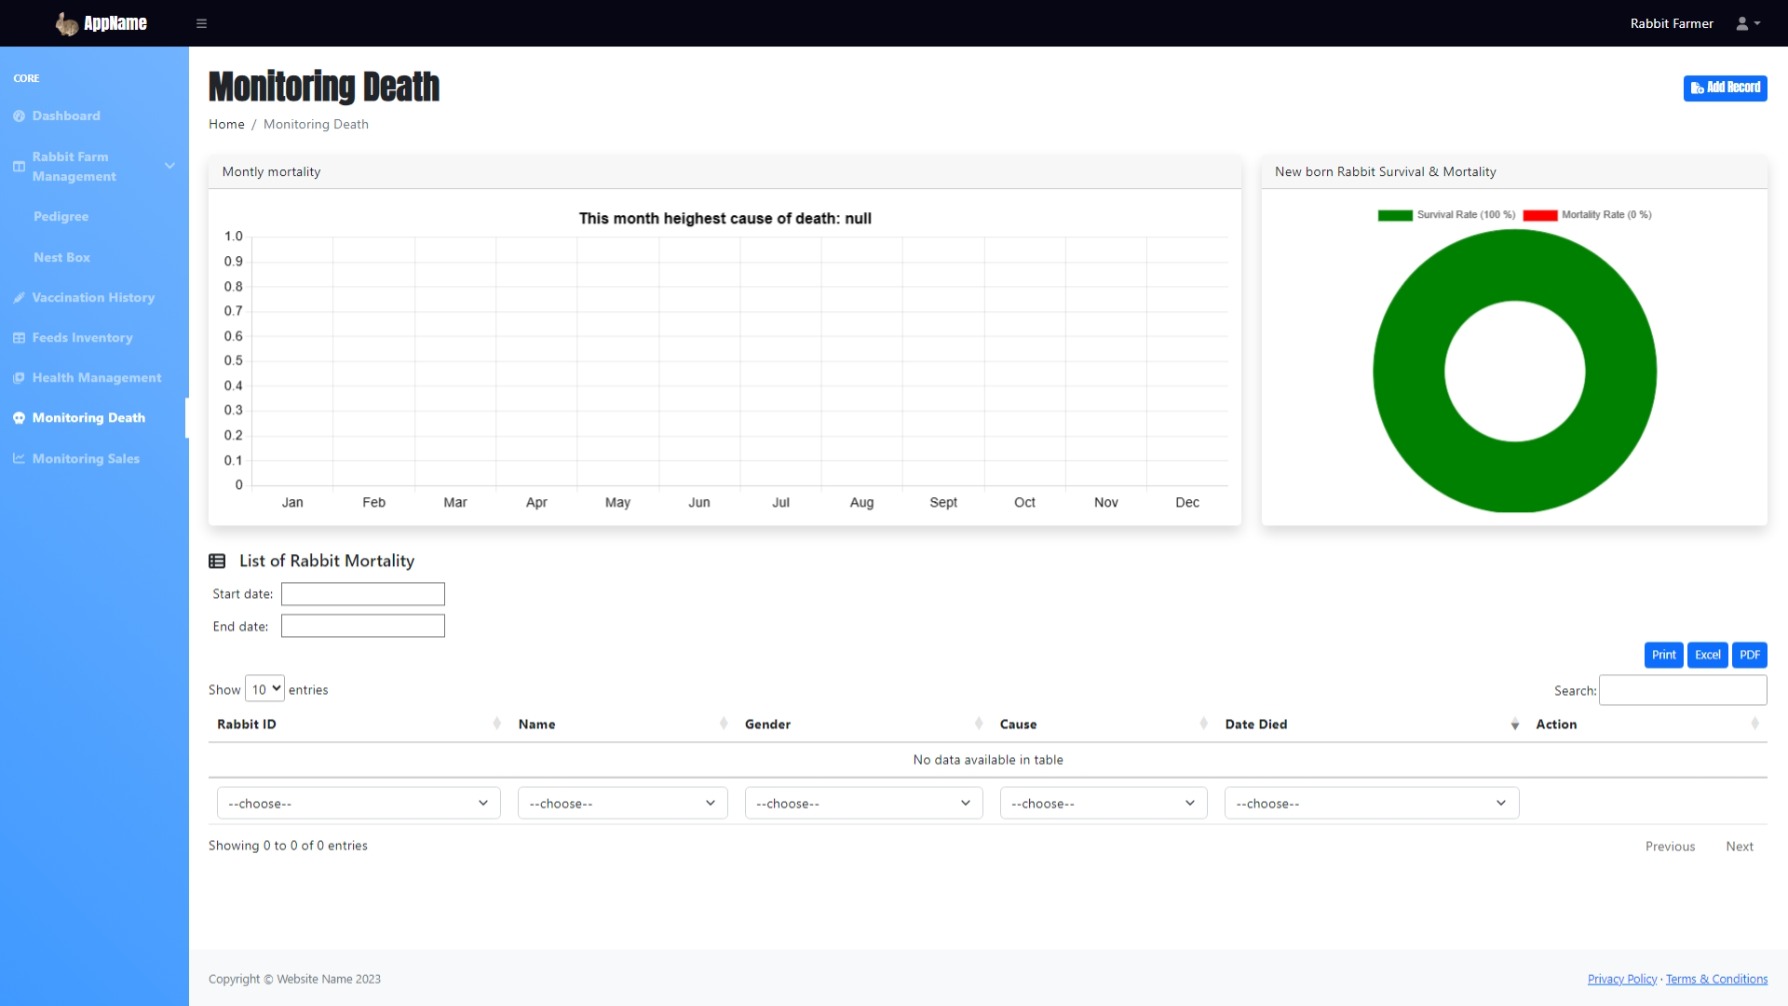 AppName
Rabbit Farmer
CORE
Dashboard
Rabbit Farm
Management
Pedigree
Nest Box
Vaccination History
Feeds Inventory
Health Management
Monitoring Death
Monitoring Sales
Monitoring Death
Add Record
Home / Monitoring Death
Montly mortality
This month heighest cause of death: null
1.0
0.9
0.8
0.7
0.6
0.5
0.4
0.3
0.2
0.1
0
Jan Feb Mar Apr May Jun Jul Aug Sept Oct Nov Dec
New born Rabbit Survival & Mortality
Survival Rate (100 %) Mortality Rate (0 %)
List of Rabbit Mortality
Start date:
End date:
Print Excel PDF
Show 10 entries
Search:
Rabbit ID Name Gender Cause Date Died Action
No data available in table
--choose-- --choose-- --choose-- --choose-- --choose--
Showing 0 to 0 of 0 entries
Previous Next
Copyright © Website Name 2023
Privacy Policy · Terms & Conditions